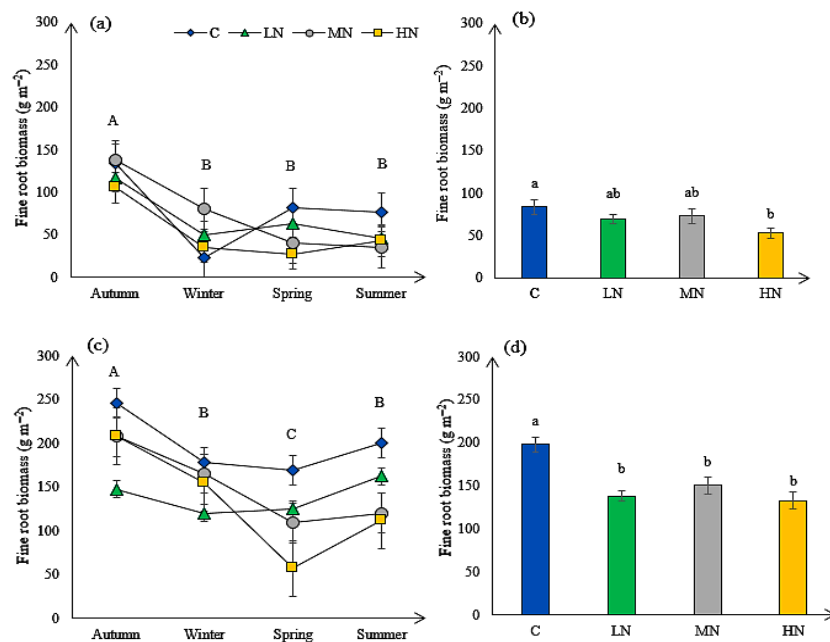 (a)
C LN MN HN
Fine root biomass (g m⁻²)
300
250
200
150
100
50
0
A
B
B
B
Autumn Winter Spring Summer
(b)
Fine root biomass (g m⁻²)
300
250
200
150
100
50
0
a
ab
ab
b
C LN MN HN
(c)
Fine root biomass (g m⁻²)
300
250
200
150
100
50
0
A
B
C
B
Autumn Winter Spring Summer
(d)
Fine root biomass (g m⁻²)
300
250
200
150
100
50
0
a
b
b
b
C LN MN HN